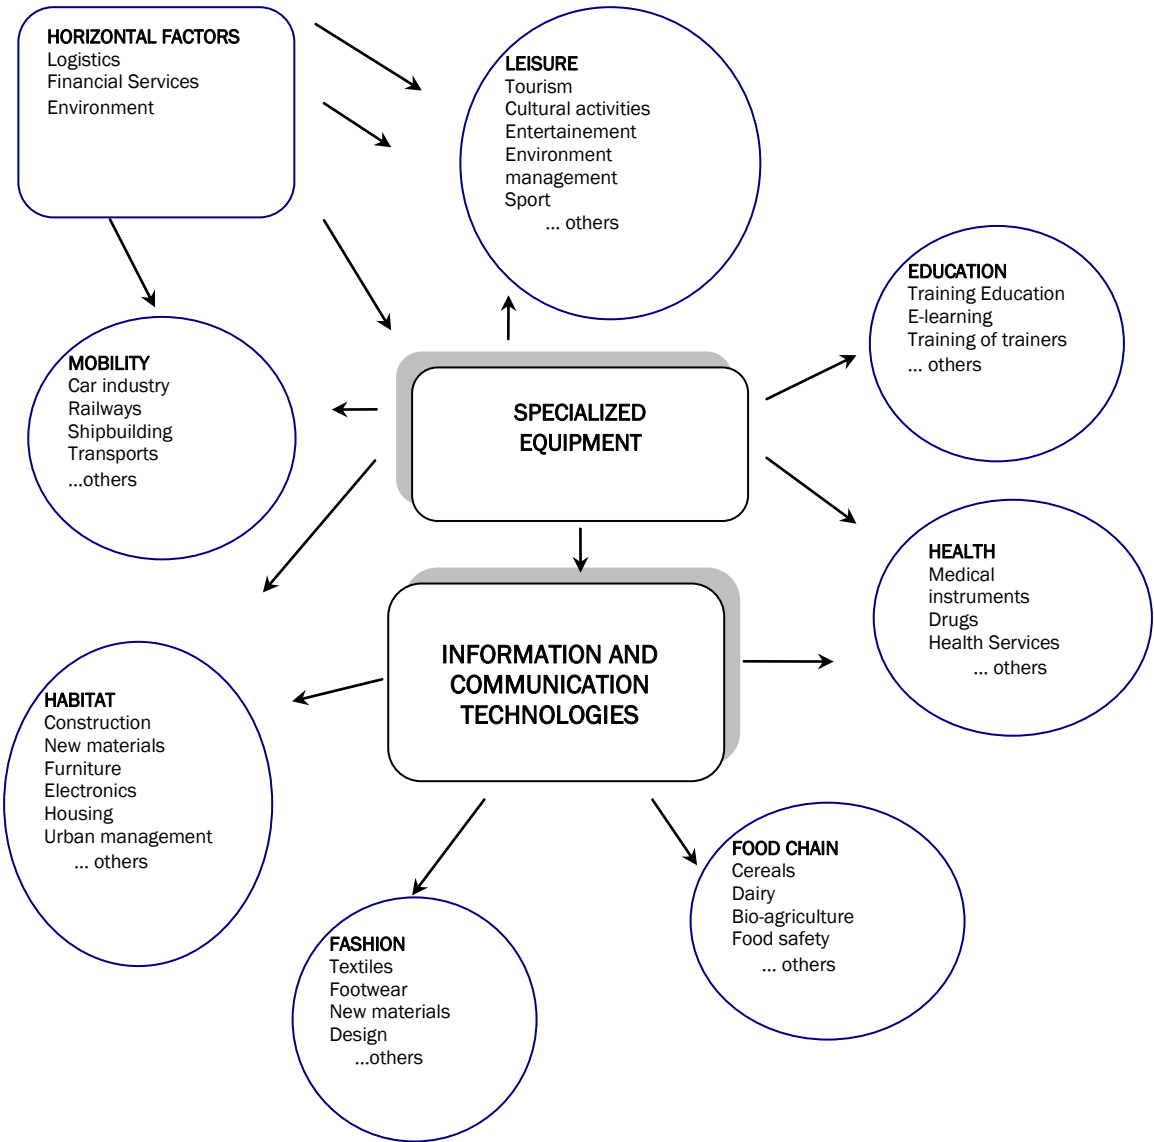 HORIZONTAL FACTORS
Logistics
Financial Services
Environment
LEISURE
Tourism
Cultural activities
Entertainement
Environment
management
Sport
... others
EDUCATION
Training Education
E-learning
Training of trainers
... others
MOBILITY
Car industry
Railways
Shipbuilding
Transports
...others
SPECIALIZED
EQUIPMENT
HEALTH
Medical
instruments
Drugs
Health Services
... others
INFORMATION AND
COMMUNICATION
TECHNOLOGIES
HABITAT
Construction
New materials
Furniture
Electronics
Housing
Urban management
... others
FOOD CHAIN
Cereals
Dairy
Bio-agriculture
Food safety
... others
FASHION
Textiles
Footwear
New materials
Design
...others